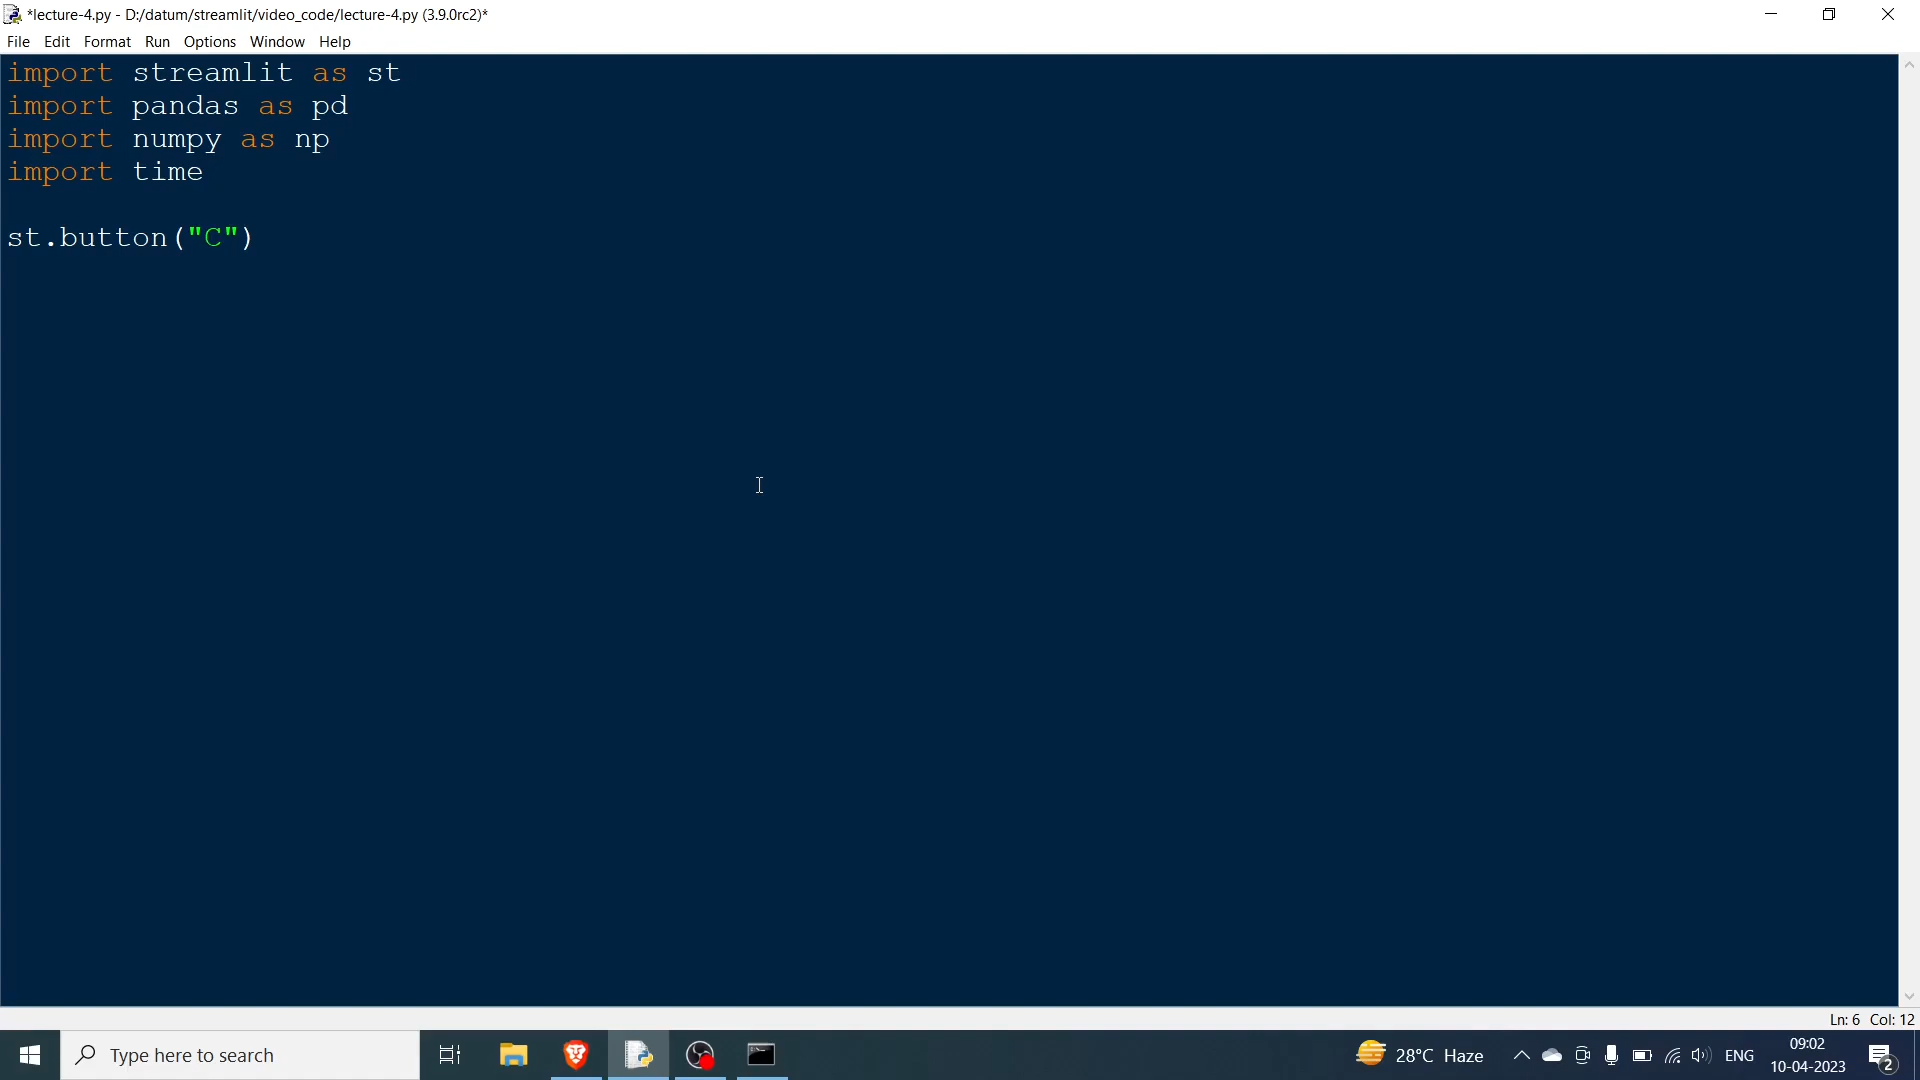 *lecture-4.py - D:/datum/streamlit/video_code/lecture-4.py (3.9.0rc2)*
File Edit Format Run Options Window Help
import streamlit as st
import pandas as pd
import numpy as np
import time
st.button("C")
Ln: 6 Col: 12
Type here to search
28°C Haze
ENG
09:02
10-04-2023
2